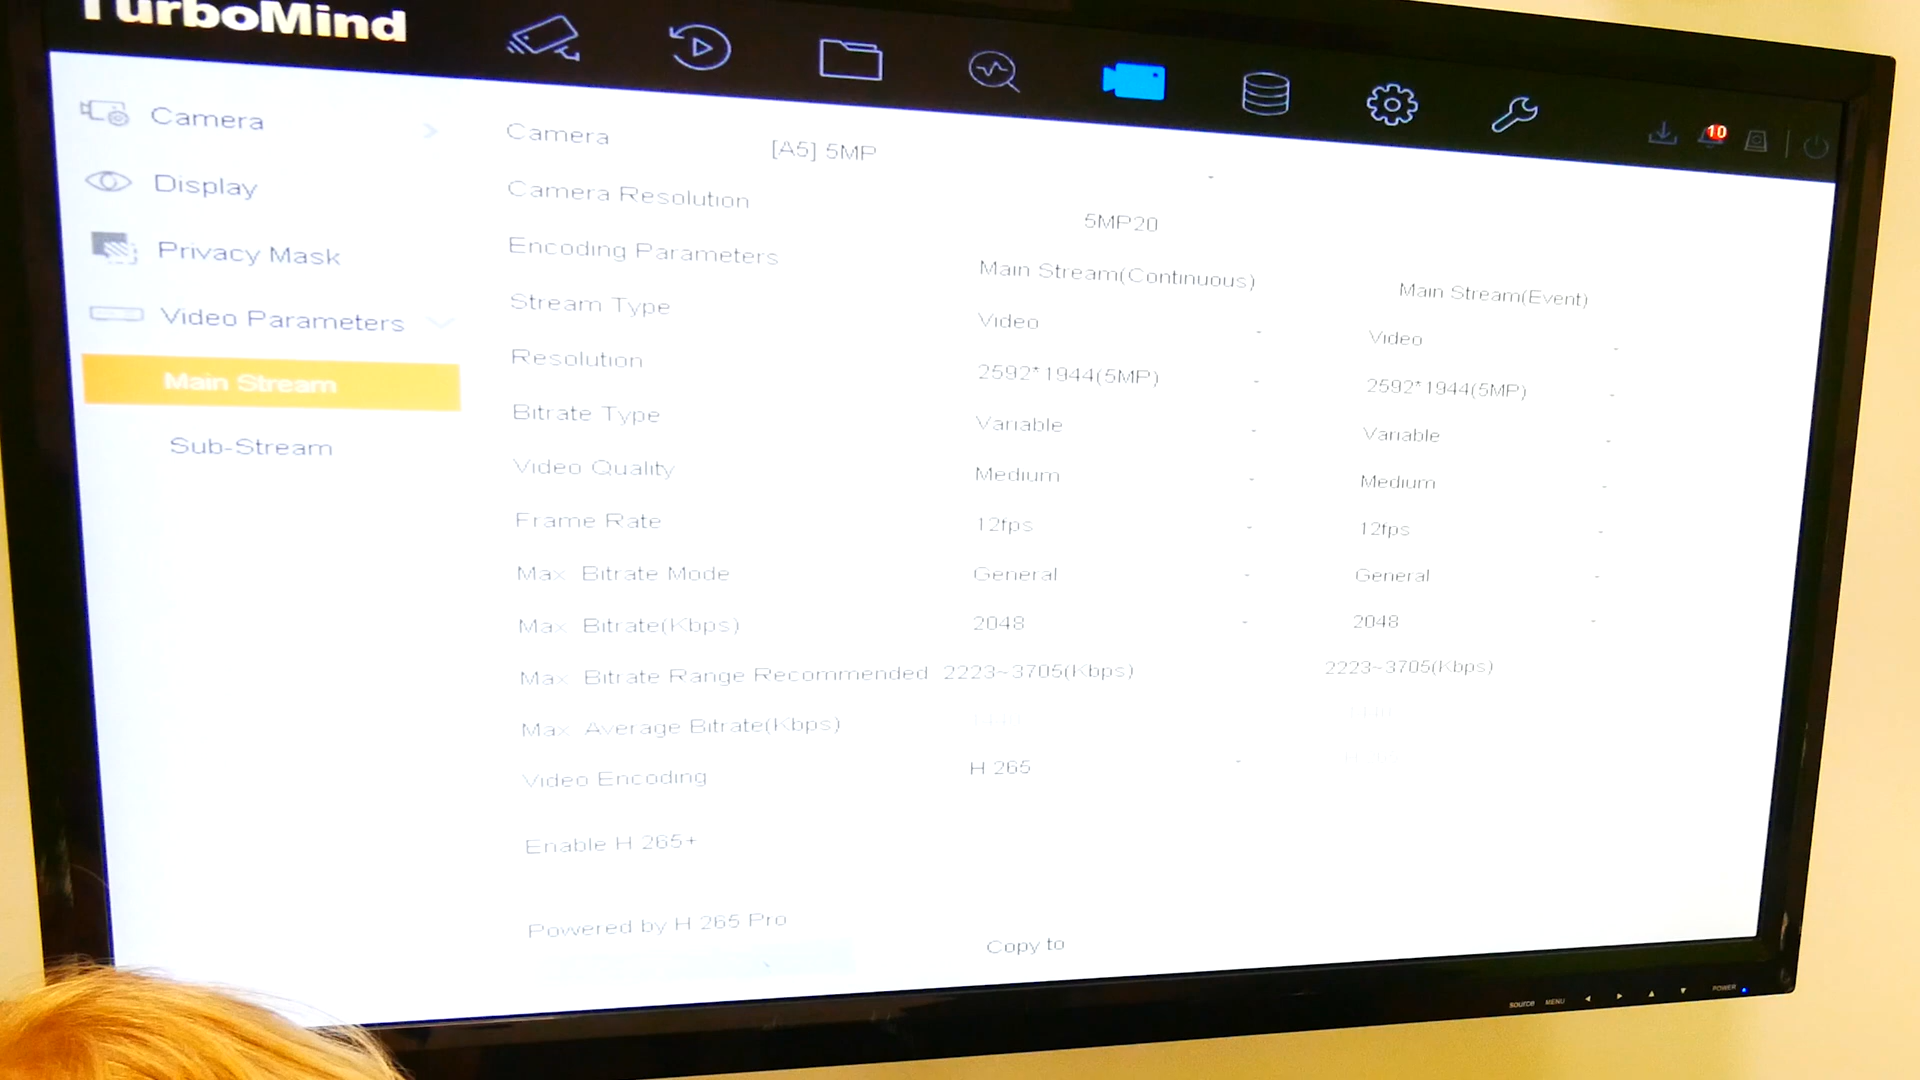 TurboMind
10
Camera
Display
Privacy Mask
Video Parameters
Main Stream
Sub-Stream
Camera [A5] 5MP
Camera Resolution 5MP20
Encoding Parameters Main Stream(Continuous) Main Stream(Event)
Stream Type Video Video
Resolution 2592*1944(5MP) 2592*1944(5MP)
Bitrate Type Variable Variable
Video Quality Medium Medium
Frame Rate 12fps 12fps
Max. Bitrate Mode General General
Max. Bitrate(Kbps) 2048 2048
Max. Bitrate Range Recommended 2223~3705(Kbps) 2223~3705(Kbps)
Max. Average Bitrate(Kbps)
Video Encoding H.265
Enable H.265+
Powered by H.265 Pro
Copy to
source MENU POWER